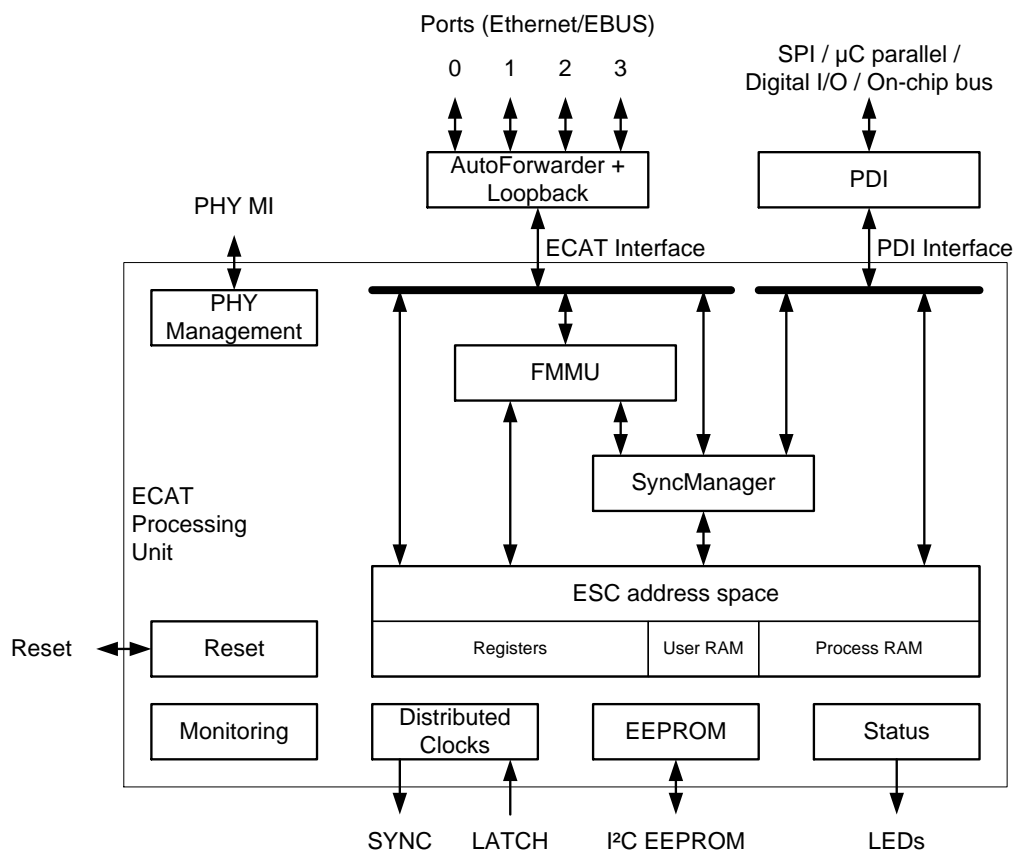 Ports (Ethernet/EBUS)
0 1 2 3
SPI / µC parallel /
Digital I/O / On-chip bus
AutoForwarder +
Loopback
PDI
PHY MI
ECAT Interface
PDI Interface
PHY
Management
FMMU
SyncManager
ECAT
Processing
Unit
ESC address space
Reset
Reset
Registers
User RAM
Process RAM
Monitoring
Distributed
Clocks
EEPROM
Status
SYNC
LATCH
I²C EEPROM
LEDs